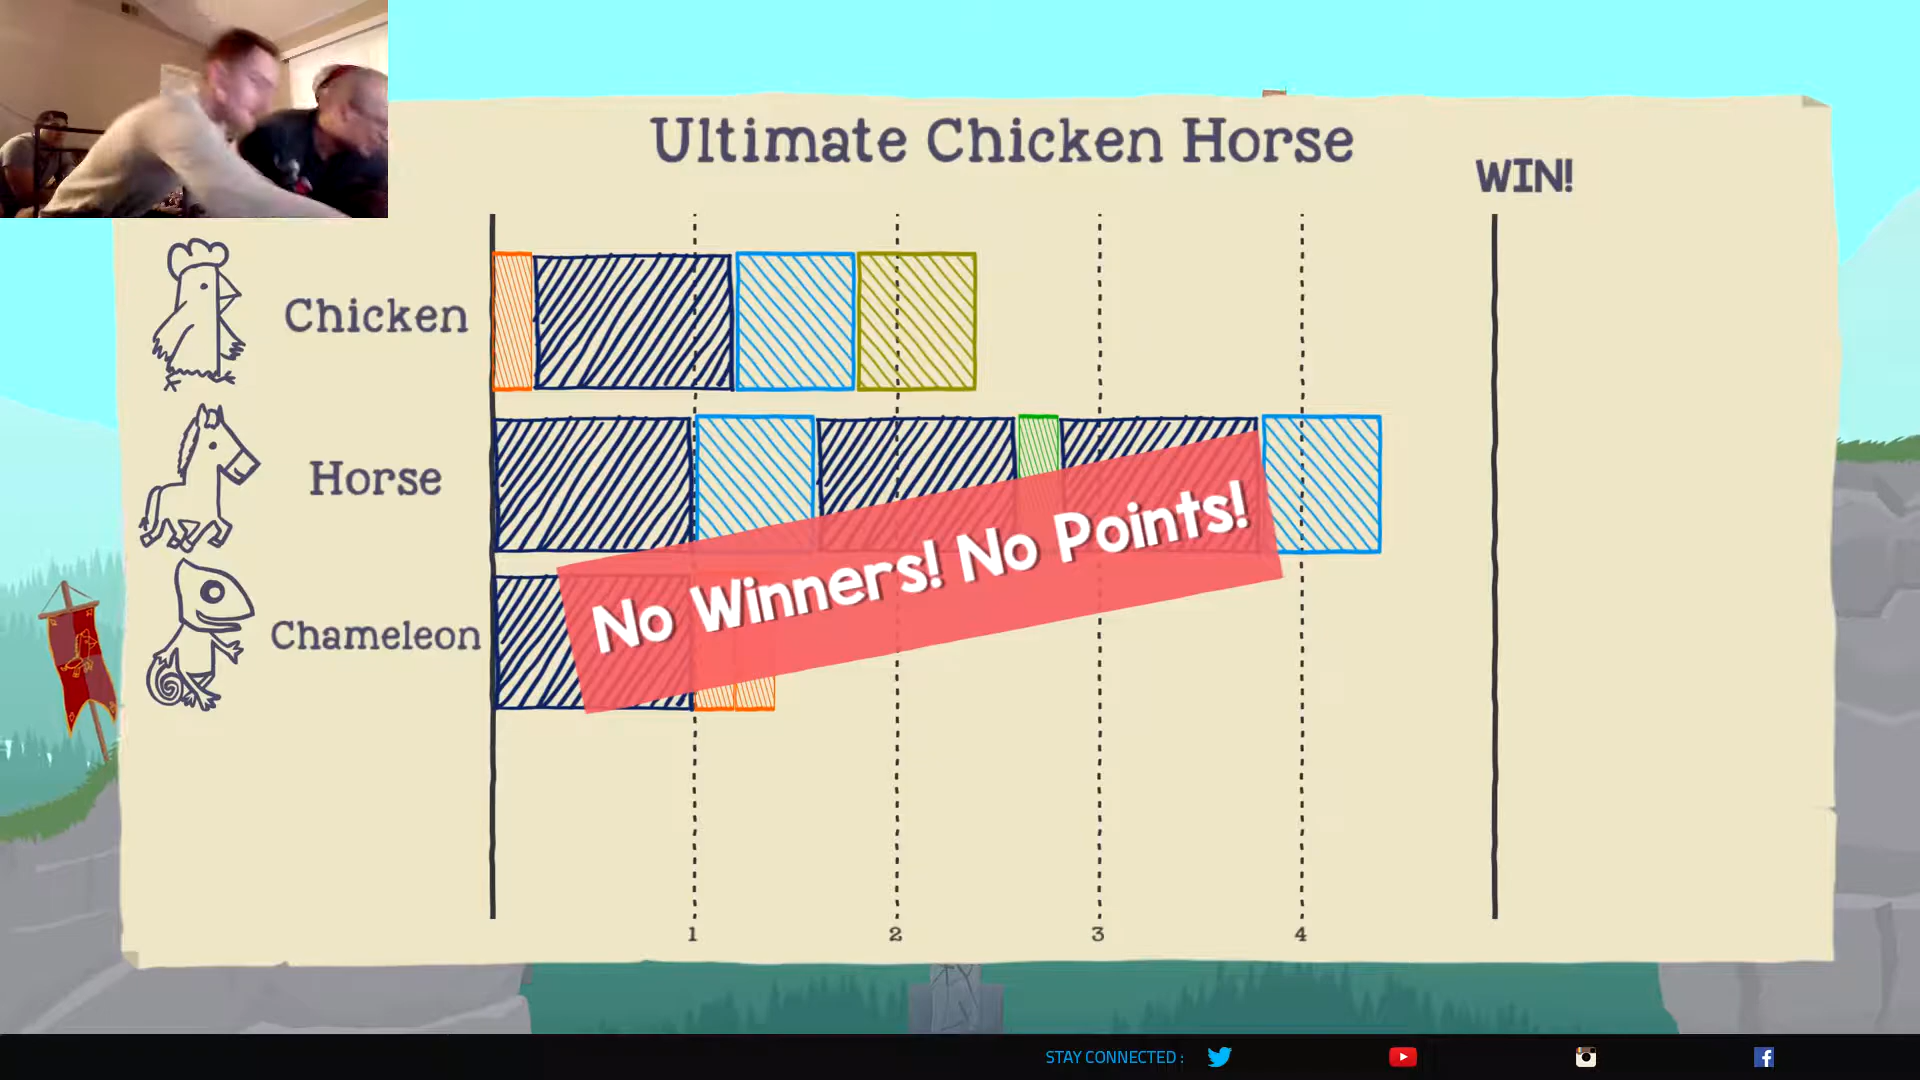 Ultimate Chicken Horse
WIN!
Chicken
Horse
Chameleon
No Winners! No Points!
1 2 3 4
STAY CONNECTED :